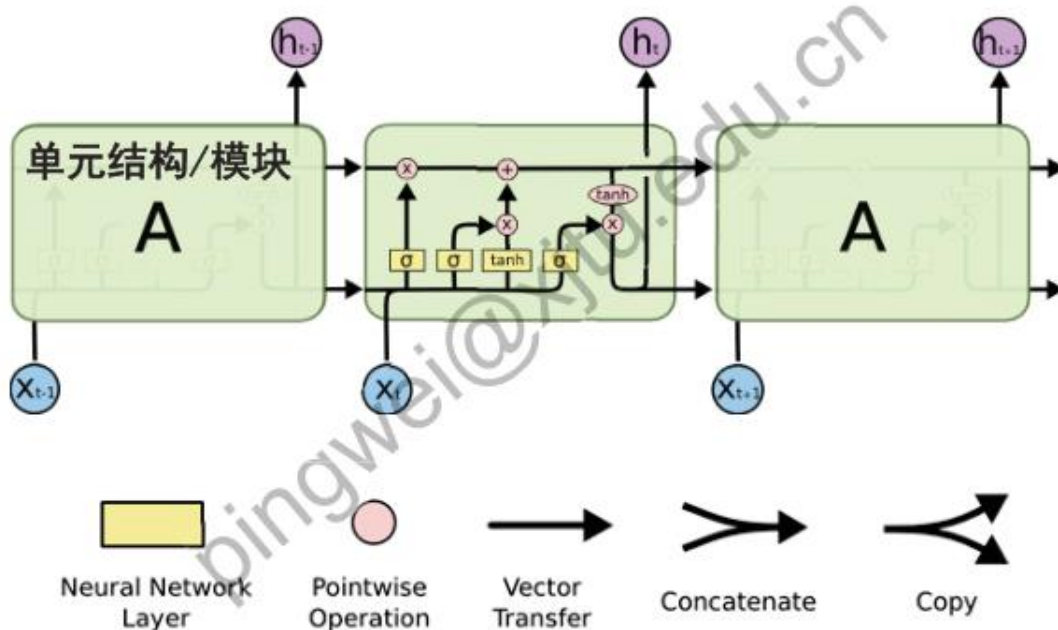 h t-1
h t
h t+1
单元结构/模块
A
x
+
tanh
x
x
σ
σ
tanh
σ
A
X t-1
X t
X t+1
pingwei@xjtu.edu.cn
Neural Network
Layer
Pointwise
Operation
Vector
Transfer
Concatenate
Copy